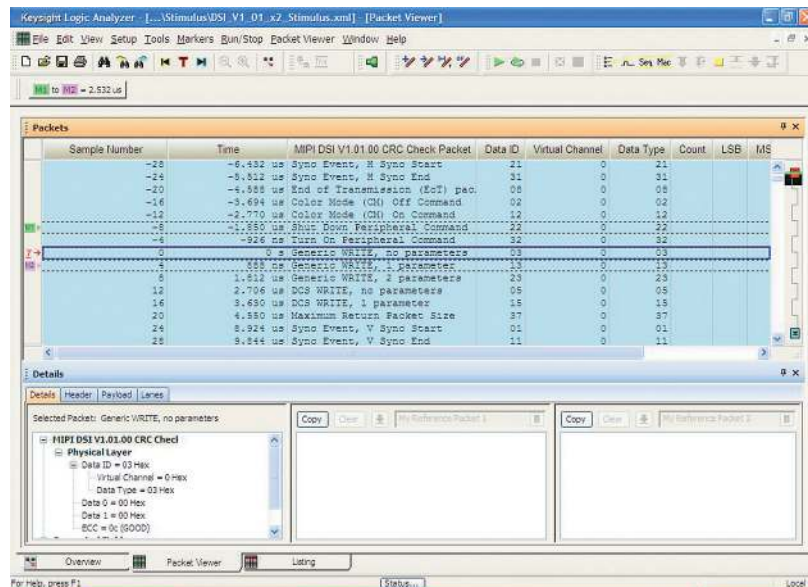 Keysight Logic Analyzer - [...\Stimulus\DSI_V1_01_x2_Stimulus.xml] - [Packet Viewer]
File Edit View Setup Tools Markers Run/Stop Packet Viewer Window Help
M1 to M2 = 2.532 us
Packets
Sample Number Time MIPI DSI V1.01.00 CRC Check Packet Data ID Virtual Channel Data Type Count LSB MS
-28 -6.432 us Sync Event, H Sync Start 21 0 21
-24 -5.512 us Sync Event, H Sync End 31 0 31
-20 -4.588 us End of Transmission (EoT) pac. 08 0 08
-16 -3.694 us Color Mode (CM) Off Command 02 0 02
-12 -2.770 us Color Mode (CM) On Command 12 0 12
M1 -8 -1.850 us Shut Down Peripheral Command 22 0 22
-4 -926 ns Turn On Peripheral Command 32 0 32
T 0 0 s Generic WRITE, no parameters 03 0 03
M2 4 888 ns Generic WRITE, 1 parameter 13 0 13
8 1.812 us Generic WRITE, 2 parameters 23 0 23
12 2.706 us DCS WRITE, no parameters 05 0 05
16 3.630 us DCS WRITE, 1 parameter 15 0 15
20 4.550 us Maximum Return Packet Size 37 0 37
24 8.924 us Sync Event, V Sync Start 01 0 01
28 9.844 us Sync Event, V Sync End 11 0 11
Details
Details Header Payload Lanes
Selected Packet: Generic WRITE, no parameters
Copy Clear My Reference Packet 1
Copy Clear My Reference Packet 2
MIPI DSI V1.01.00 CRC Checl
Physical Layer
Data ID = 03 Hex
Virtual Channel = 0 Hex
Data Type = 03 Hex
Data 0 = 00 Hex
Data 1 = 00 Hex
ECC = 0c (GOOD)
Overview Packet Viewer Listing
For Help, press F1 Status... Local